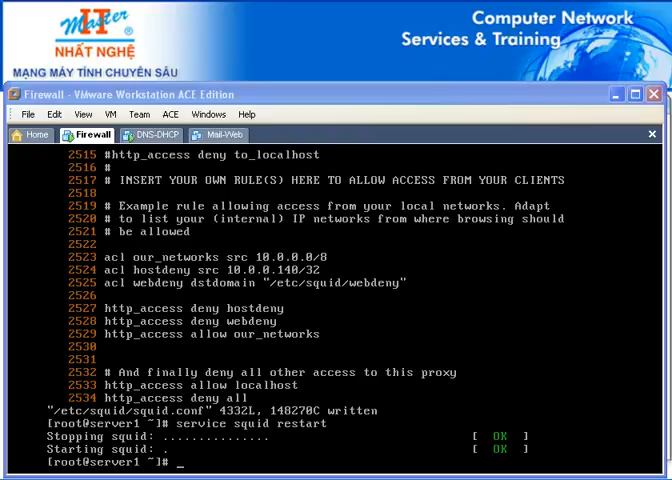 IT
Master
®
NHẤT NGHỆ
MẠNG MÁY TÍNH CHUYÊN SÂU
Computer Network
Services & Training
Firewall - VMware Workstation ACE Edition
File Edit View VM Team ACE Windows Help
Home Firewall DNS-DHCP Mail-Web
2515 #http_access deny to_localhost
2516 #
2517 # INSERT YOUR OWN RULE(S) HERE TO ALLOW ACCESS FROM YOUR CLIENTS
2518
2519 # Example rule allowing access from your local networks. Adapt
2520 # to list your (internal) IP networks from where browsing should
2521 # be allowed
2522
2523 acl our_networks src 10.0.0.0/8
2524 acl hostdeny src 10.0.0.140/32
2525 acl webdeny dstdomain "/etc/squid/webdeny"
2526
2527 http_access deny hostdeny
2528 http_access deny webdeny
2529 http_access allow our_networks
2530
2531
2532 # And finally deny all other access to this proxy
2533 http_access allow localhost
2534 http_access deny all
"/etc/squid/squid.conf" 4332L, 148270C written
[root@server1 ~]# service squid restart
Stopping squid: ............... [ OK ]
Starting squid: . [ OK ]
[root@server1 ~]# _